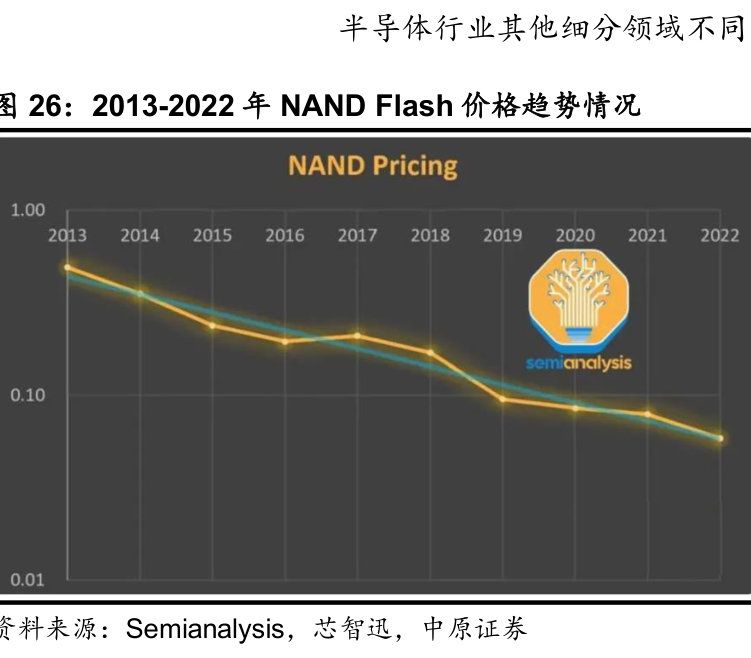 半导体行业其他细分领域不同
图 26：2013-2022 年 NAND Flash 价格趋势情况
NAND Pricing
1.00
2013 2014 2015 2016 2017 2018 2019 2020 2021 2022
semianalysis
0.10
0.01
资料来源：Semianalysis，芯智迅，中原证券